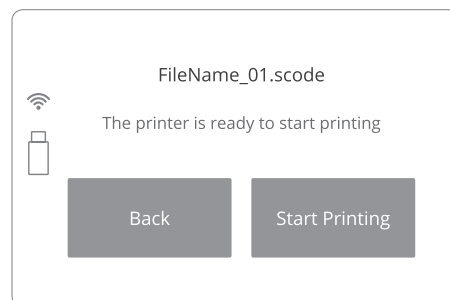 FileName_01.scode
The printer is ready to start printing
Back
Start Printing